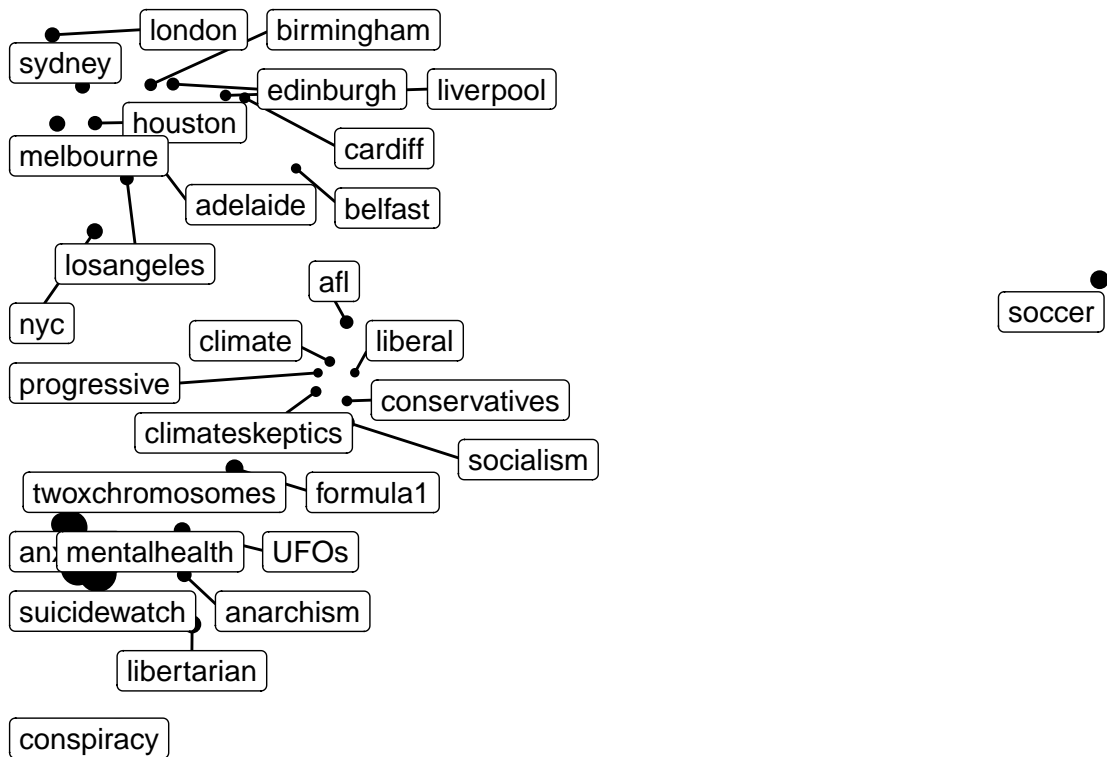 london
birmingham
sydney
edinburgh
liverpool
houston
cardiff
melbourne
adelaide
belfast
losangeles
afl
nyc
soccer
climate
liberal
progressive
conservatives
climateskeptics
socialism
twoxchromosomes
formula1
mentalhealth
UFOs
suicidewatch
anarchism
libertarian
conspiracy